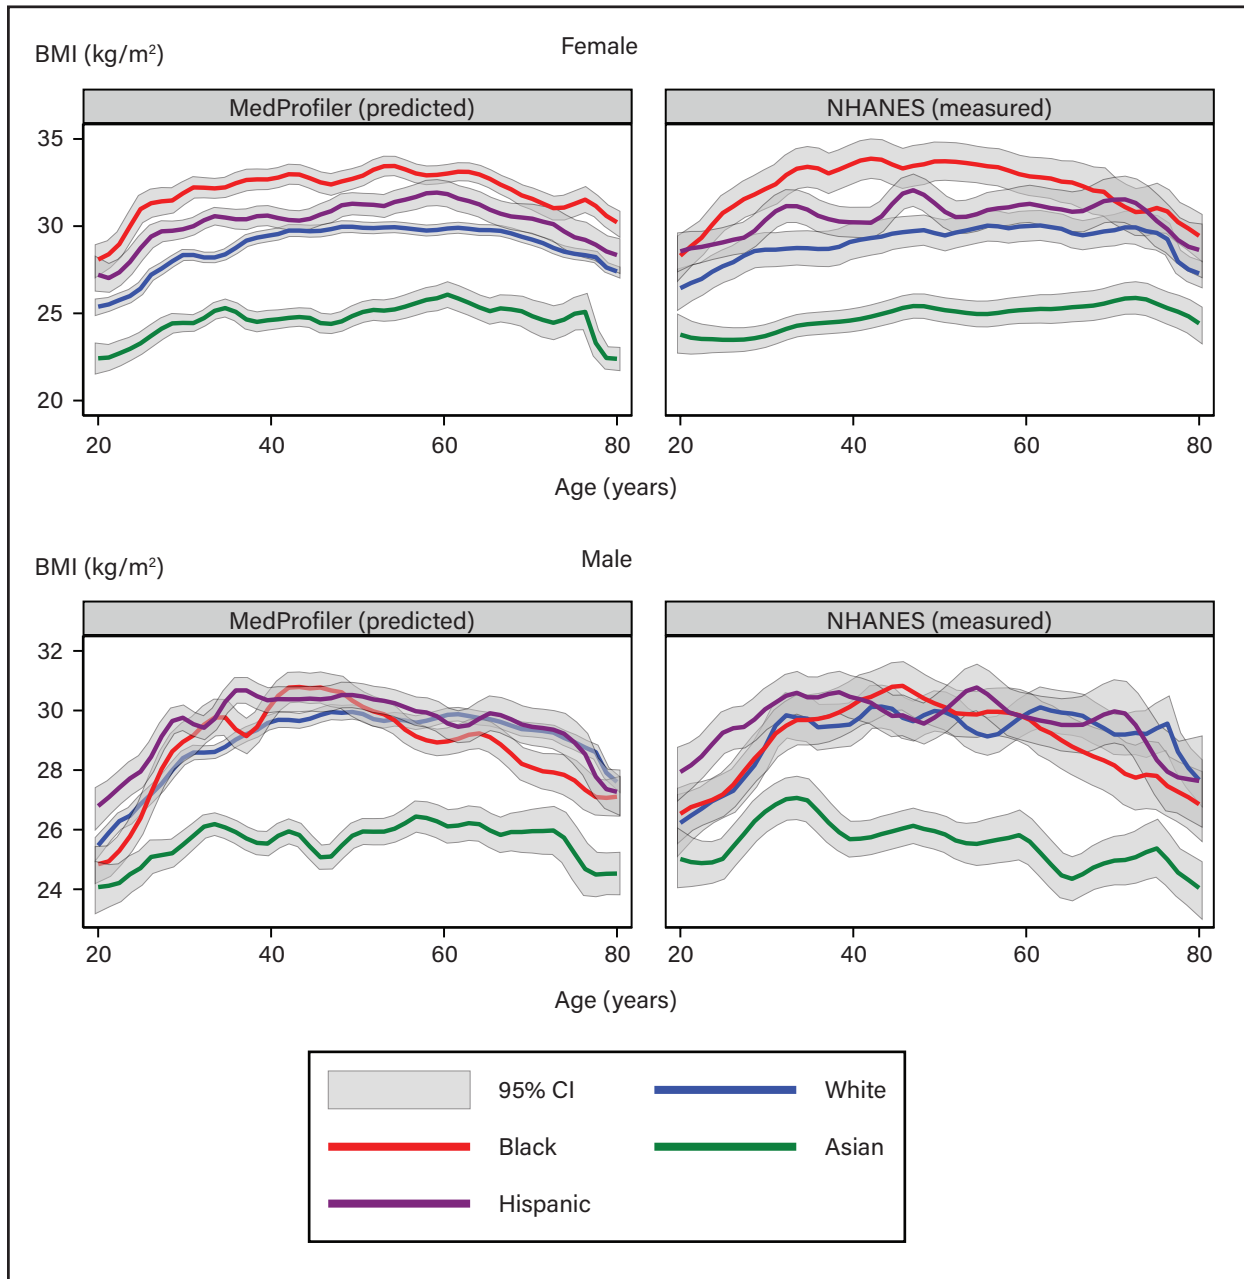 Female
BMI (kg/m²)
MedProfiler (predicted) NHANES (measured)
35
30
25
20
20 40 60 80 20 40 60 80
Age (years)
Male
BMI (kg/m²)
MedProfiler (predicted) NHANES (measured)
32
30
28
26
24
20 40 60 80 20 40 60 80
Age (years)
95% CI White
Black Asian
Hispanic